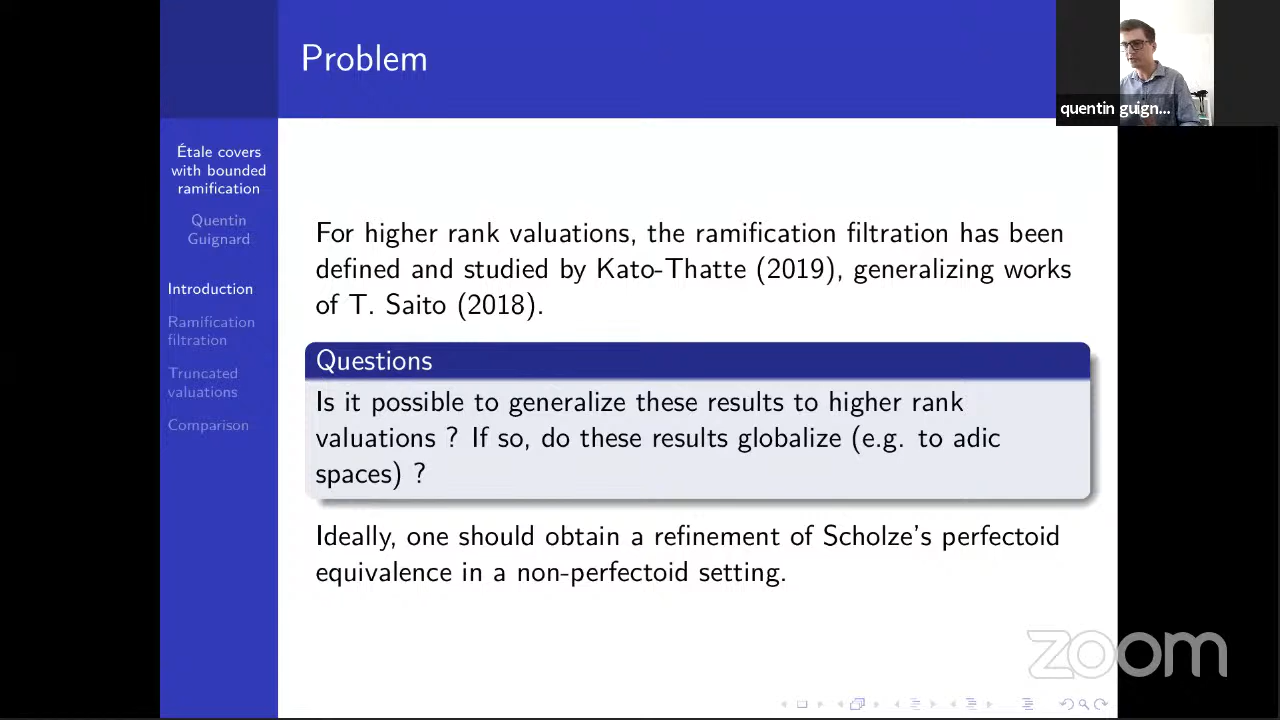 Problem
quentin guign...
Étale covers
with bounded
ramification
Quentin
Guignard
Introduction
Ramification
filtration
Truncated
valuations
Comparison
For higher rank valuations, the ramification filtration has been
defined and studied by Kato-Thatte (2019), generalizing works
of T. Saito (2018).
Questions
Is it possible to generalize these results to higher rank
valuations ? If so, do these results globalize (e.g. to adic
spaces) ?
Ideally, one should obtain a refinement of Scholze's perfectoid
equivalence in a non-perfectoid setting.
zoom